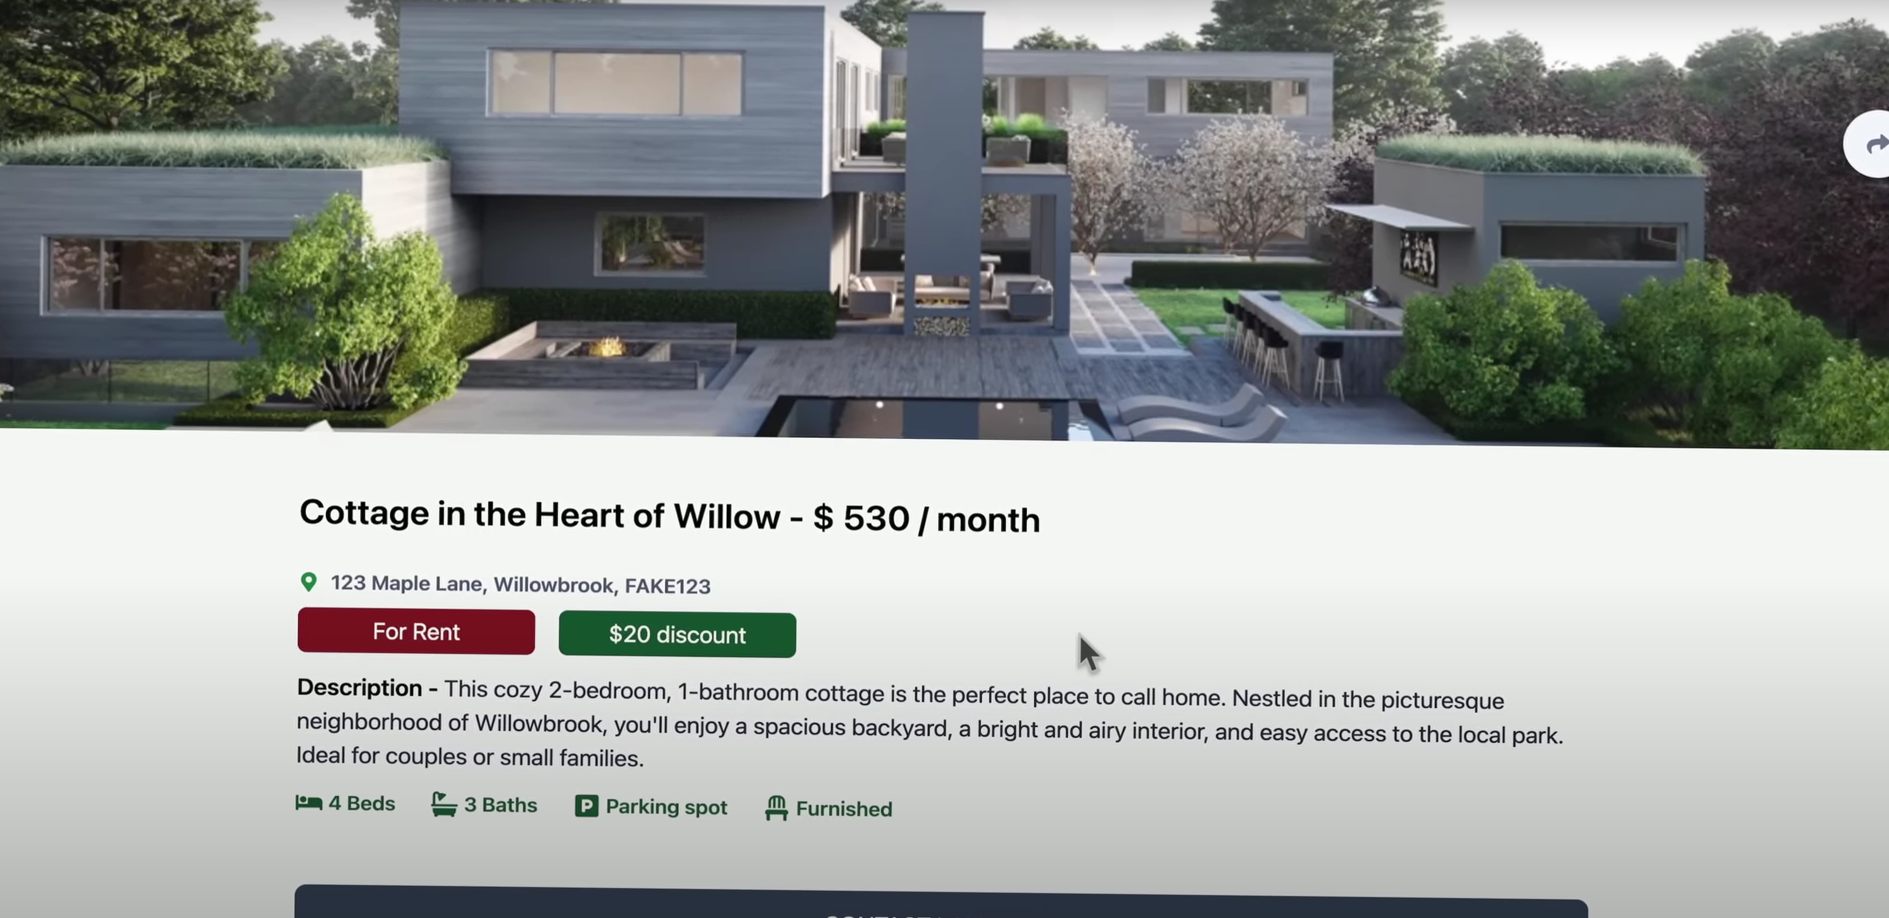 Cottage in the Heart of Willow - $ 530 / month
123 Maple Lane, Willowbrook, FAKE123
For Rent
$20 discount
Description - This cozy 2-bedroom, 1-bathroom cottage is the perfect place to call home. Nestled in the picturesque
neighborhood of Willowbrook, you'll enjoy a spacious backyard, a bright and airy interior, and easy access to the local park.
Ideal for couples or small families.
4 Beds
3 Baths
P
Parking spot
Furnished